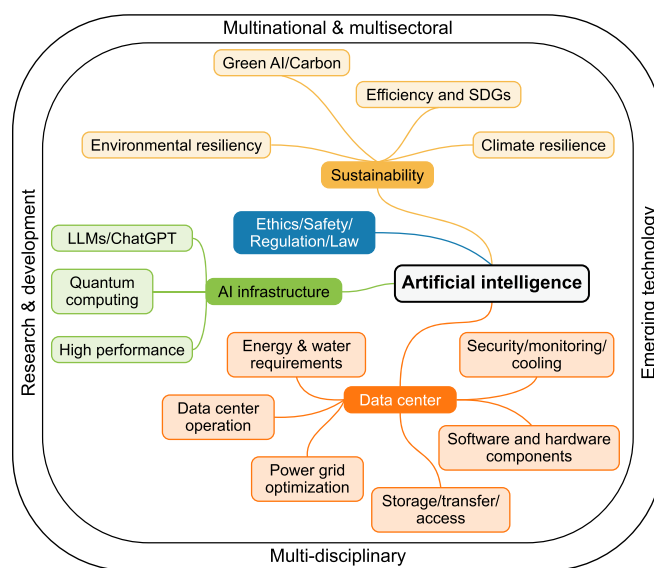 Multinational & multisectoral
Green AI/Carbon
Efficiency and SDGs
Environmental resiliency
Climate resilience
Sustainability
Ethics/Safety/
Regulation/Law
LLMs/ChatGPT
Quantum
computing
High performance
AI infrastructure
Artificial intelligence
Research & development
Emerging technology
Energy & water
requirements
Security/monitoring/
cooling
Data center
Data center
operation
Software and hardware
components
Power grid
optimization
Storage/transfer/
access
Multi-disciplinary